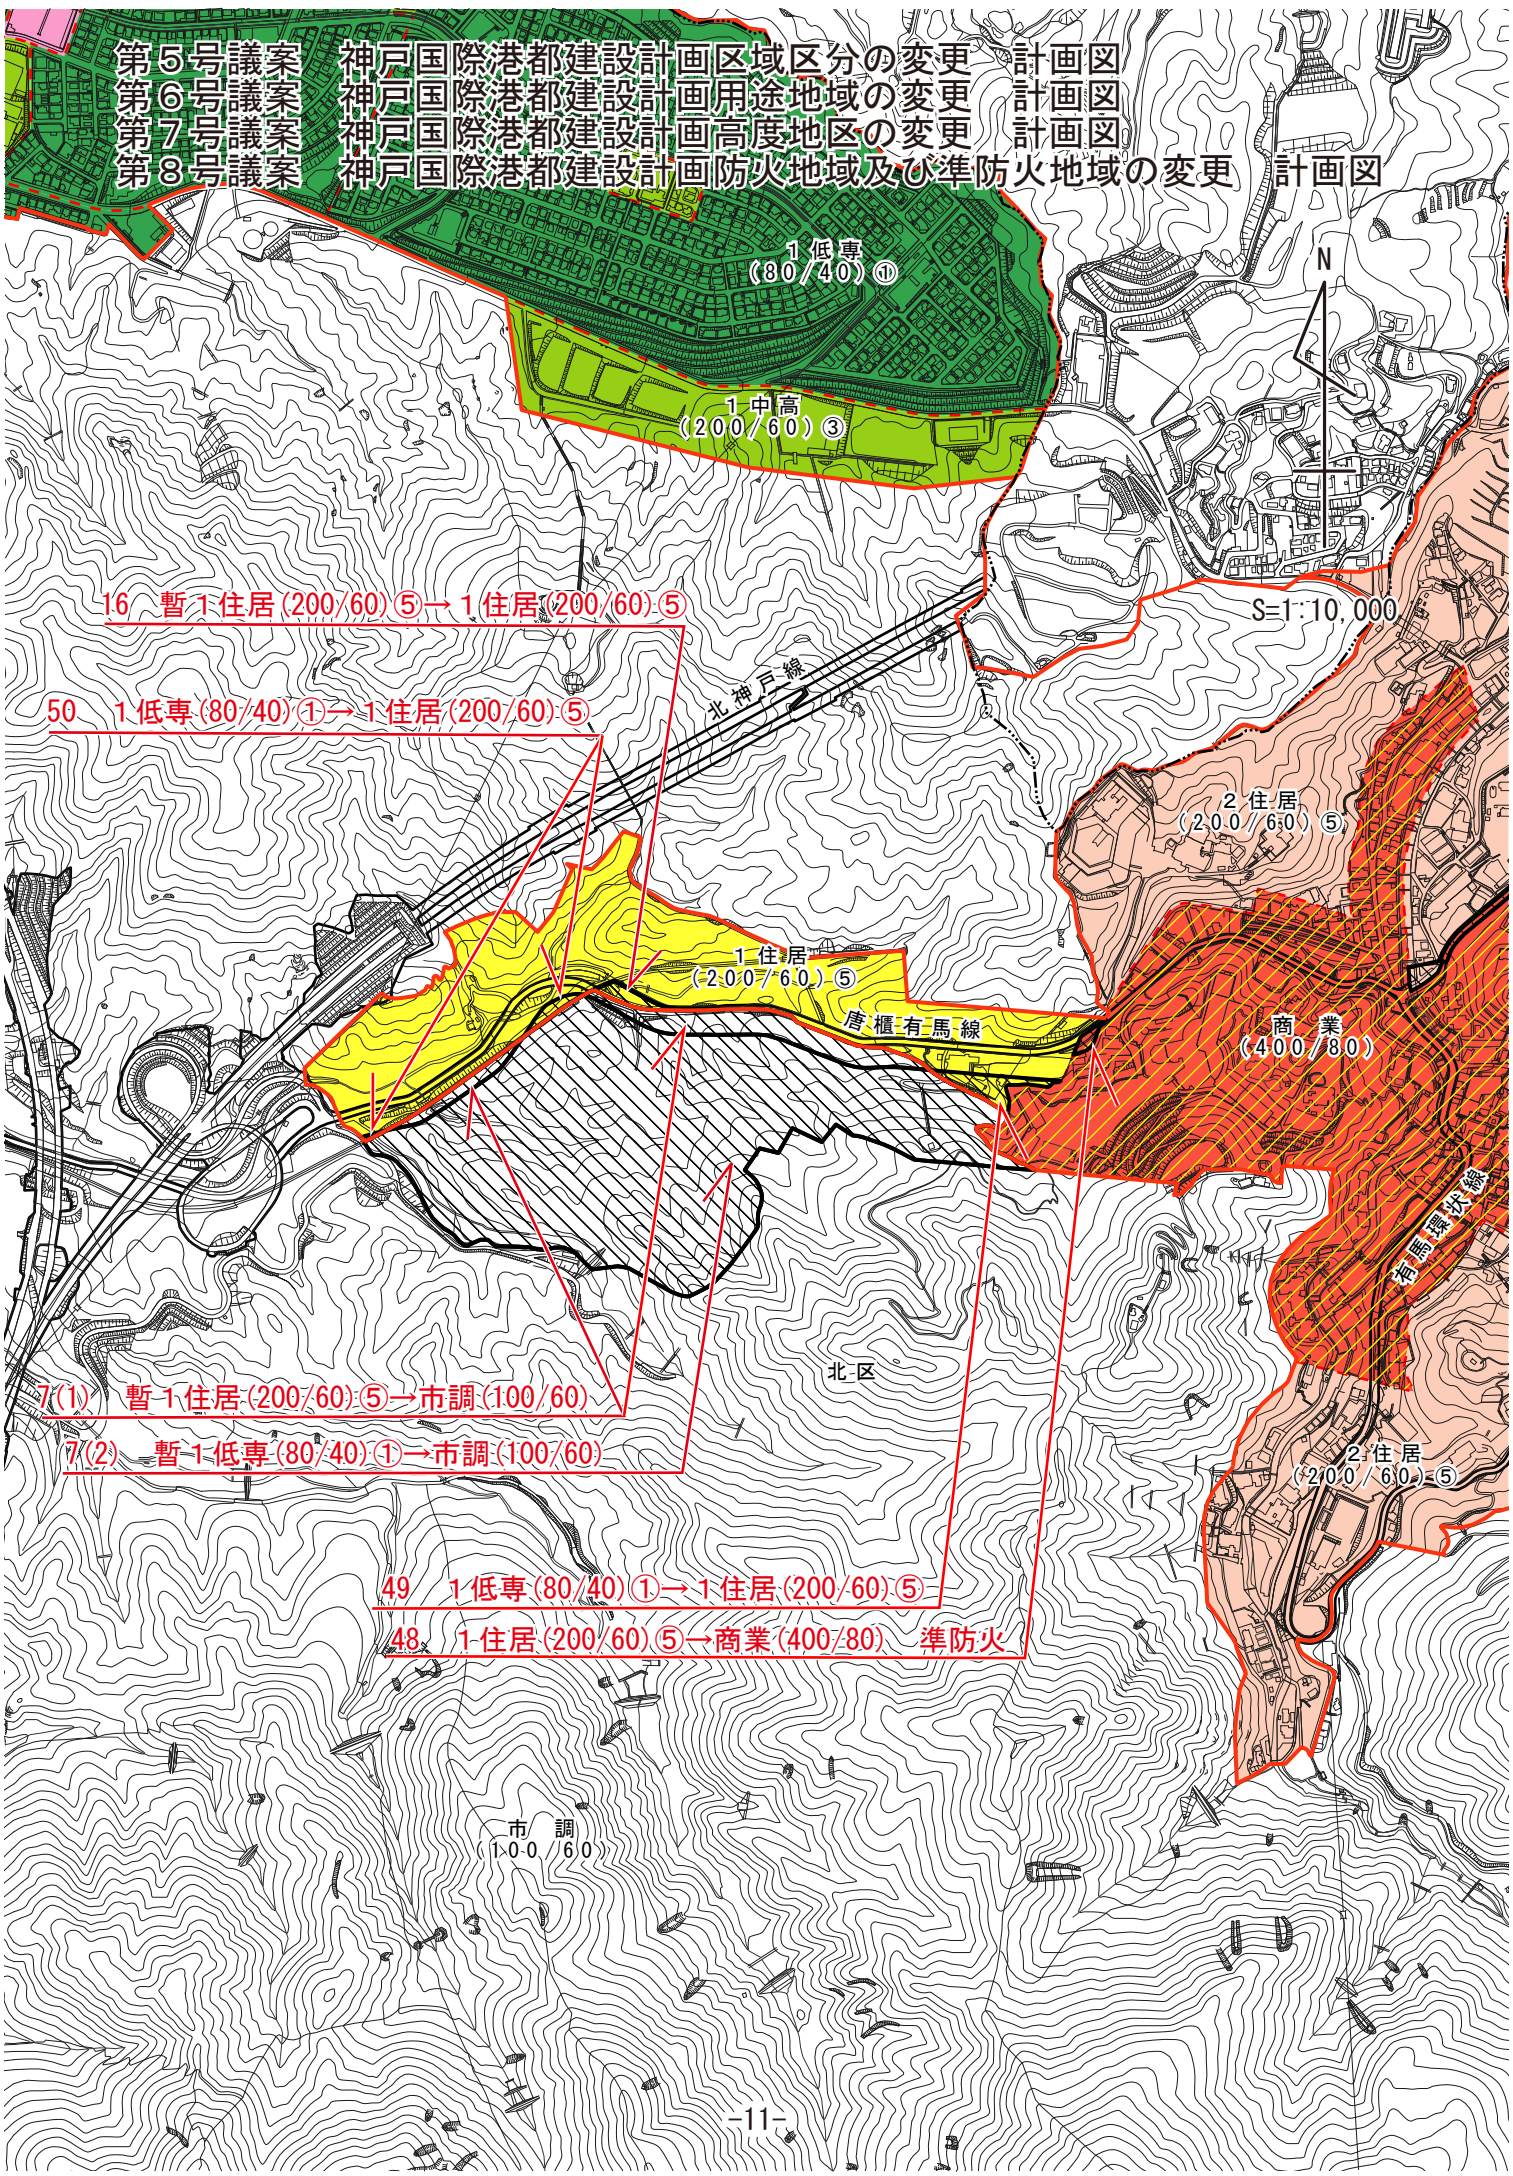 第５号議案　神戸国際港都建設計画区域区分の変更　計画図
第６号議案　神戸国際港都建設計画用途地域の変更　計画図
第７号議案　神戸国際港都建設計画高度地区の変更　計画図
第８号議案　神戸国際港都建設計画防火地域及び準防火地域の変更　計画図
１低専
(80/40)①
N
１中高
(200/60)③
16　暫１住居(200/60)⑤→１住居(200/60)⑤
S=1:10,000
北神戸線
50　１低専(80/40)①→１住居(200/60)⑤
２住居
(200/60)⑤
１住居
(200/60)⑤
唐櫃有馬線
商　業
(400/80)
有馬環状線
北区
7(1)　暫１住居(200/60)⑤→市調(100/60)
7(2)　暫１低専(80/40)①→市調(100/60)
２住居
(200/60)⑤
49　１低専(80/40)①→１住居(200/60)⑤
48　１住居(200/60)⑤→商業(400/80)　準防火
市　調
(100/60)
-11-